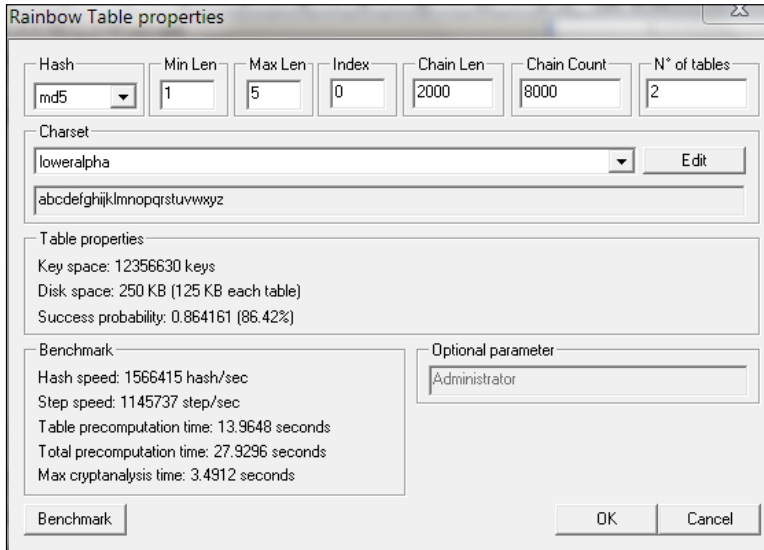 Rainbow Table properties
Hash Min Len Max Len Index Chain Len Chain Count N° of tables
md5 1 5 0 2000 8000 2
Charset
loweralpha Edit
abcdefghijklmnopqrstuvwxyz
Table properties
Key space: 12356630 keys
Disk space: 250 KB (125 KB each table)
Success probability: 0.864161 (86.42%)
Benchmark Optional parameter
Hash speed: 1566415 hash/sec Administrator
Step speed: 1145737 step/sec
Table precomputation time: 13.9648 seconds
Total precomputation time: 27.9296 seconds
Max cryptanalysis time: 3.4912 seconds
Benchmark OK Cancel